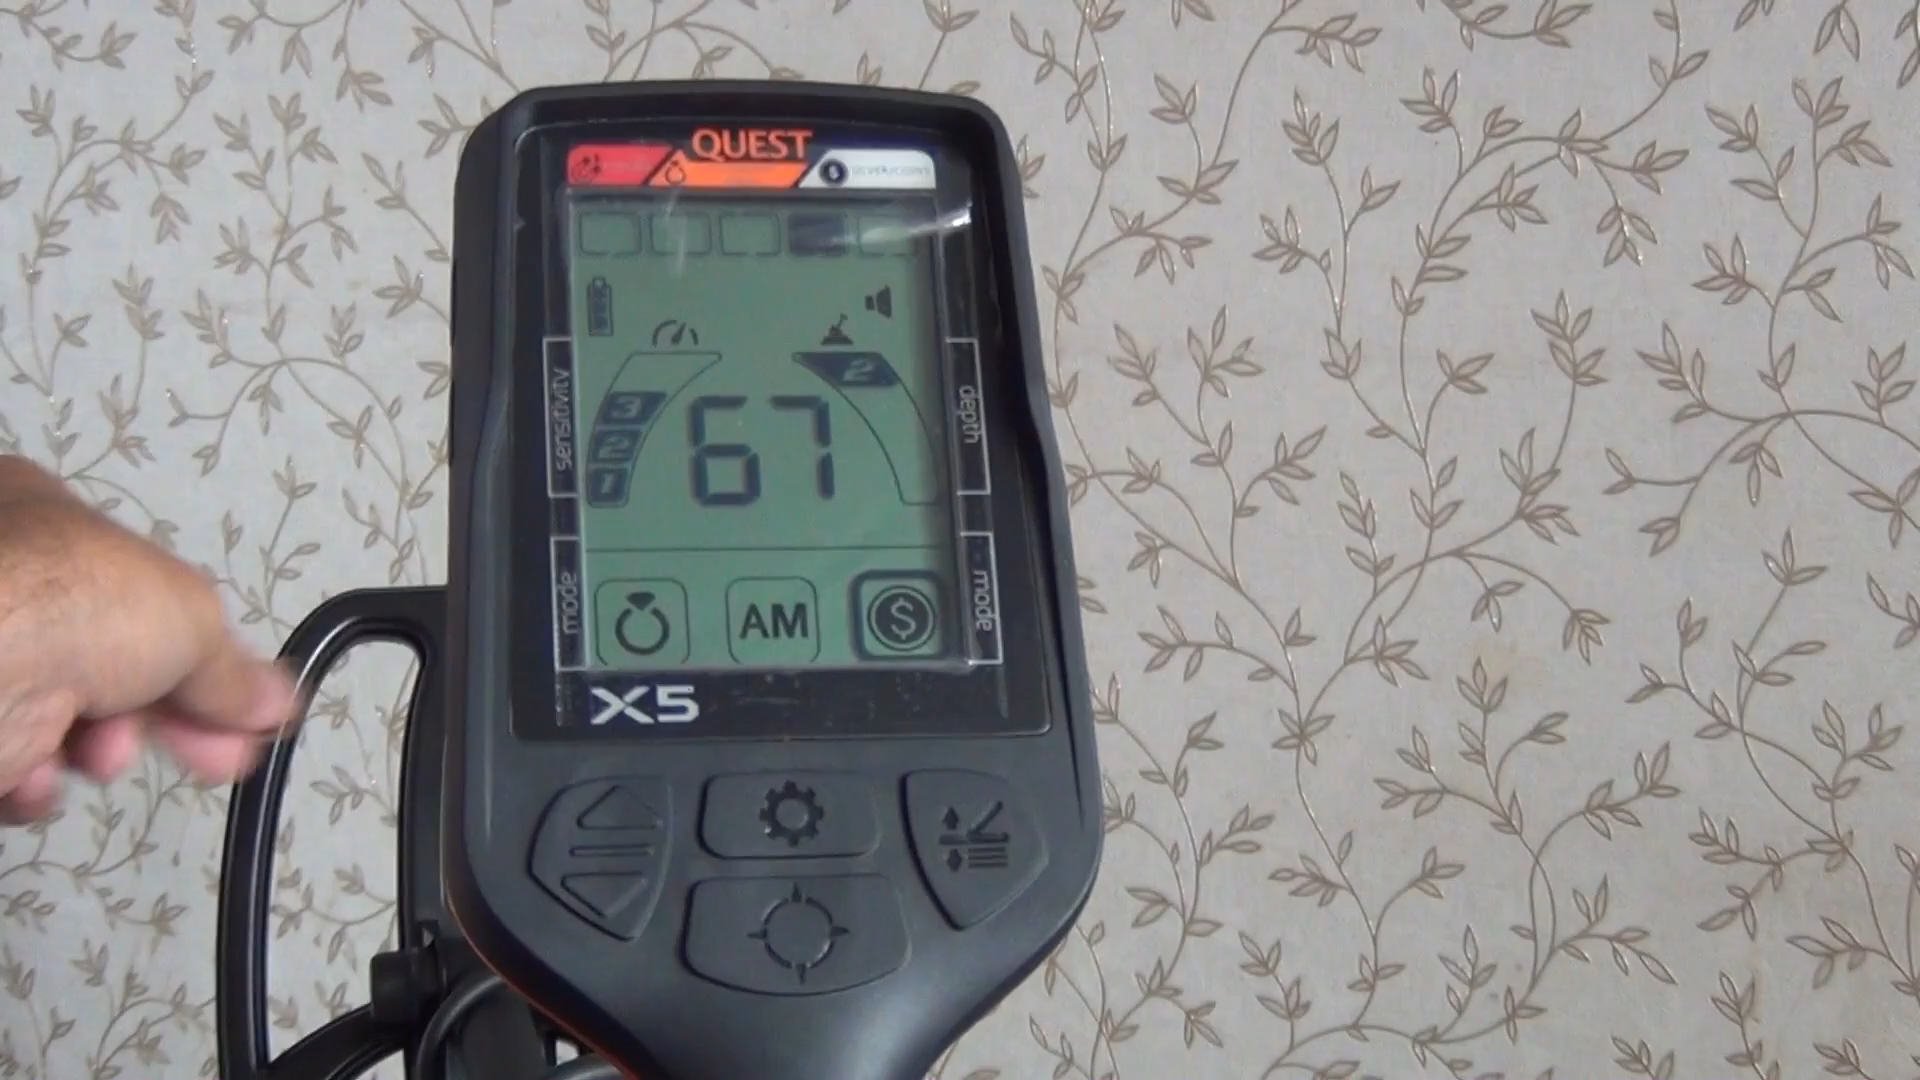 QUEST
sensitivity
depth
3
2
1
2
67
mode
AM
$
mode
X5